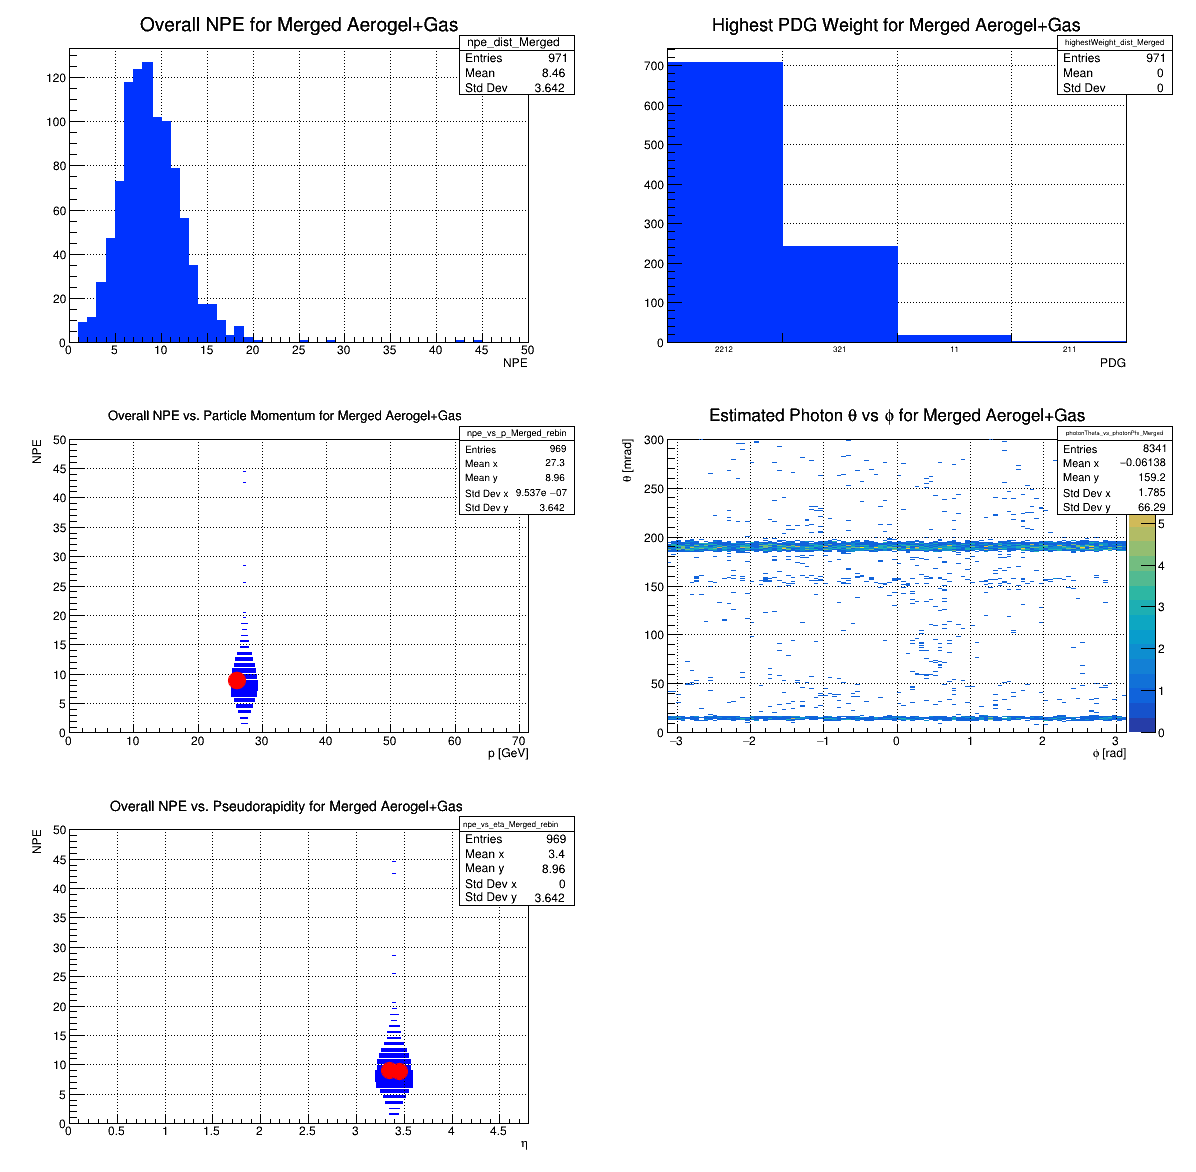 Overall NPE for Merged Aerogel+Gas
npe_dist_Merged
Entries 971
Mean 8.46
Std Dev 3.642
120
100
80
60
40
20
0
0 5 10 15 20 25 30 35 40 45 50
NPE
Highest PDG Weight for Merged Aerogel+Gas
highestWeight_dist_Merged
Entries 971
Mean 0
Std Dev 0
700
600
500
400
300
200
100
0
2212 321 11 211
PDG
Overall NPE vs. Particle Momentum for Merged Aerogel+Gas
npe_vs_p_Merged_rebin
Entries 969
Mean x 27.3
Mean y 8.96
Std Dev x 9.537e −07
Std Dev y 3.642
NPE
50
45
40
35
30
25
20
15
10
5
0
0 10 20 30 40 50 60 70
p [GeV]
Estimated Photon θ vs ϕ for Merged Aerogel+Gas
Entries 8341
Mean x −0.06138
Mean y 159.2
Std Dev x 1.785
Std Dev y 66.29
θ [mrad]
300
250
200
150
100
50
0
−3 −2 −1 0 1 2 3
ϕ [rad]
5
4
3
2
1
0
Overall NPE vs. Pseudorapidity for Merged Aerogel+Gas
npe_vs_eta_Merged_rebin
Entries 969
Mean x 3.4
Mean y 8.96
Std Dev x 0
Std Dev y 3.642
NPE
50
45
40
35
30
25
20
15
10
5
0
0 0.5 1 1.5 2 2.5 3 3.5 4 4.5
η